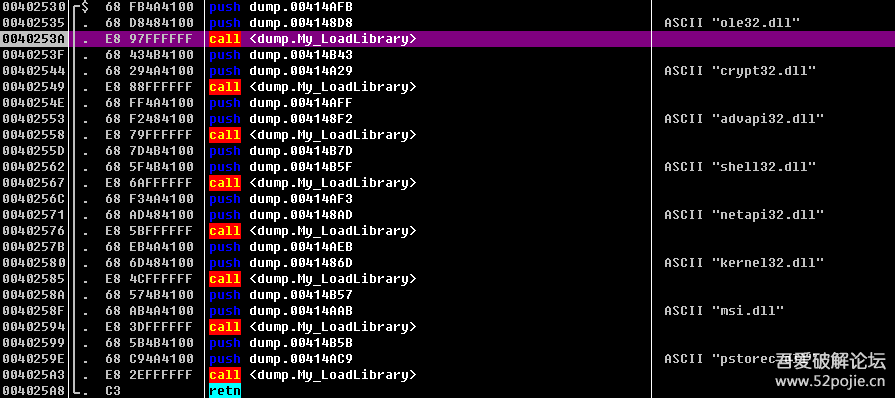 00402530 $ 68 FB4A4100 push dump.00414AFB
00402535 . 68 D8484100 push dump.004148D8 ASCII "ole32.dll"
0040253A . E8 97FFFFFF call <dump.My_LoadLibrary>
0040253F . 68 434B4100 push dump.00414B43
00402544 . 68 294A4100 push dump.00414A29 ASCII "crypt32.dll"
00402549 . E8 88FFFFFF call <dump.My_LoadLibrary>
0040254E . 68 FF4A4100 push dump.00414AFF
00402553 . 68 F2484100 push dump.004148F2 ASCII "advapi32.dll"
00402558 . E8 79FFFFFF call <dump.My_LoadLibrary>
0040255D . 68 7D4B4100 push dump.00414B7D
00402562 . 68 5F4B4100 push dump.00414B5F ASCII "shell32.dll"
00402567 . E8 6AFFFFFF call <dump.My_LoadLibrary>
0040256C . 68 F34A4100 push dump.00414AF3
00402571 . 68 AD484100 push dump.004148AD ASCII "netapi32.dll"
00402576 . E8 5BFFFFFF call <dump.My_LoadLibrary>
0040257B . 68 EB4A4100 push dump.00414AEB
00402580 . 68 6D484100 push dump.0041486D ASCII "kernel32.dll"
00402585 . E8 4CFFFFFF call <dump.My_LoadLibrary>
0040258A . 68 574B4100 push dump.00414B57
0040258F . 68 AB4A4100 push dump.00414AAB ASCII "msi.dll"
00402594 . E8 3DFFFFFF call <dump.My_LoadLibrary>
00402599 . 68 5B4B4100 push dump.00414B5B
0040259E . 68 C94A4100 push dump.00414AC9 ASCII
004025A3 . E8 2EFFFFFF call <dump.My_LoadLibrary>
004025A8 . C3 retn
吾爱破解论坛
www.52pojie.cn